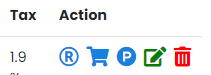 Tax Action
1.9 R P
%